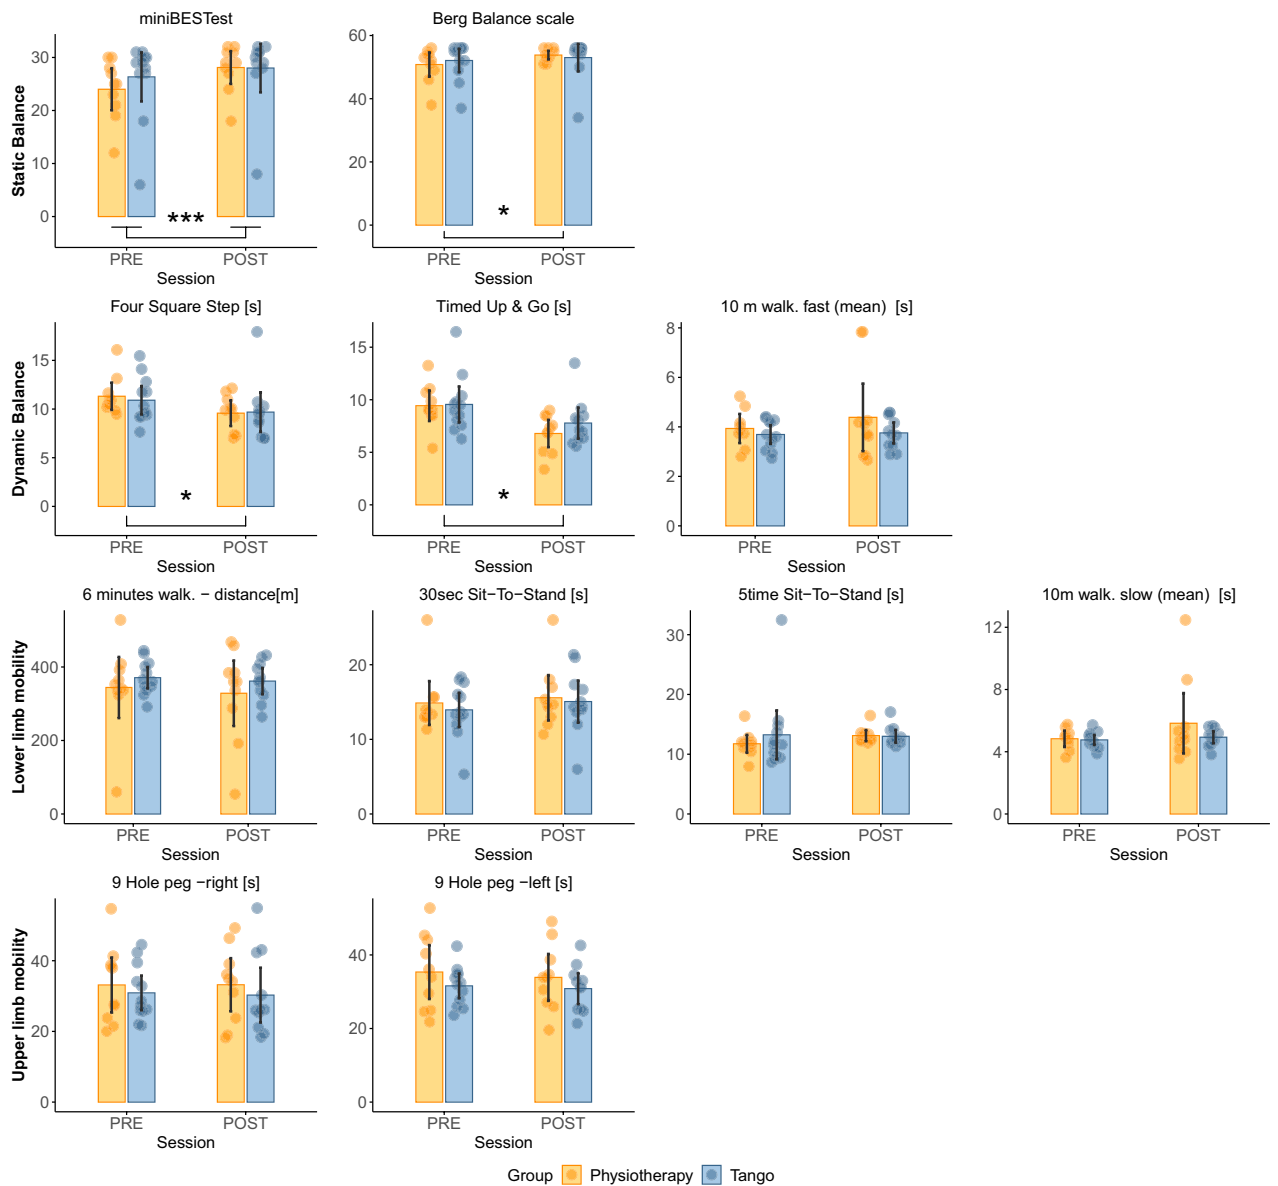 miniBESTest
Berg Balance scale
Static Balance
30
20
10
0
60
40
20
0
***
*
PRE
POST
PRE
POST
Session
Session
Four Square Step [s]
Timed Up & Go [s]
10 m walk. fast (mean) [s]
Dynamic Balance
15
10
5
0
15
10
5
0
8
6
4
2
0
*
*
PRE
POST
PRE
POST
PRE
POST
Session
Session
Session
6 minutes walk. − distance[m]
30sec Sit−To−Stand [s]
5time Sit−To−Stand [s]
10m walk. slow (mean) [s]
Lower limb mobility
400
200
0
20
10
0
30
20
10
0
12
8
4
0
PRE
POST
PRE
POST
PRE
POST
PRE
POST
Session
Session
Session
Session
9 Hole peg −right [s]
9 Hole peg −left [s]
Upper limb mobility
40
20
0
40
20
0
PRE
POST
PRE
POST
Session
Session
Group Physiotherapy Tango